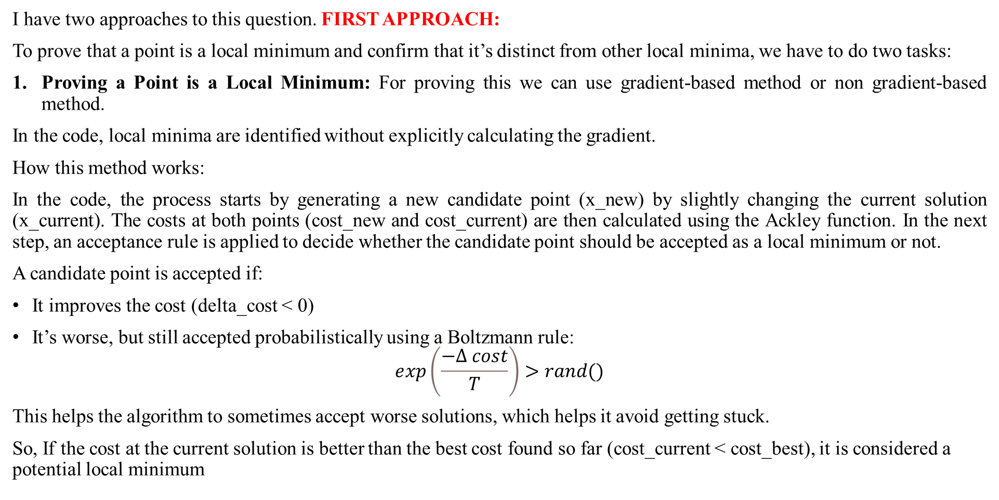 I have two approaches to this question. FIRST APPROACH:
To prove that a point is a local minimum and confirm that it’s distinct from other local minima, we have to do two tasks:
1. Proving a Point is a Local Minimum: For proving this we can use gradient-based method or non gradient-based
method.
In the code, local minima are identified without explicitly calculating the gradient.
How this method works:
In the code, the process starts by generating a new candidate point (x_new) by slightly changing the current solution
(x_current). The costs at both points (cost_new and cost_current) are then calculated using the Ackley function. In the next
step, an acceptance rule is applied to decide whether the candidate point should be accepted as a local minimum or not.
A candidate point is accepted if:
• It improves the cost (delta_cost < 0)
• It’s worse, but still accepted probabilistically using a Boltzmann rule:
exp(−Δ cost / T) > rand()
This helps the algorithm to sometimes accept worse solutions, which helps it avoid getting stuck.
So, If the cost at the current solution is better than the best cost found so far (cost_current < cost_best), it is considered a
potential local minimum